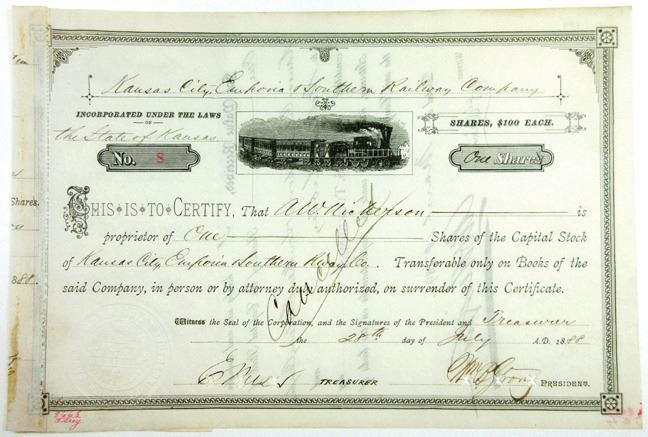 Kansas City, Emporia & Southern Railway Company
INCORPORATED UNDER THE LAWS
OF
the State of Kansas
SHARES, $100 EACH.
No. 8
One Shares
THIS IS TO CERTIFY, That A. W. Nickerson is
proprietor of One Shares of the Capital Stock
of Kansas City, Emporia & Southern Rway Co. Transferable only on Books of the
said Company, in person or by attorney duly authorized, on surrender of this Certificate.
Cancelled
Witness the Seal of the Corporation, and the Signatures of the President and Treasurer
the 28th day of July A.D. 1888
TREASURER
PRESIDENT.
Shares.
188